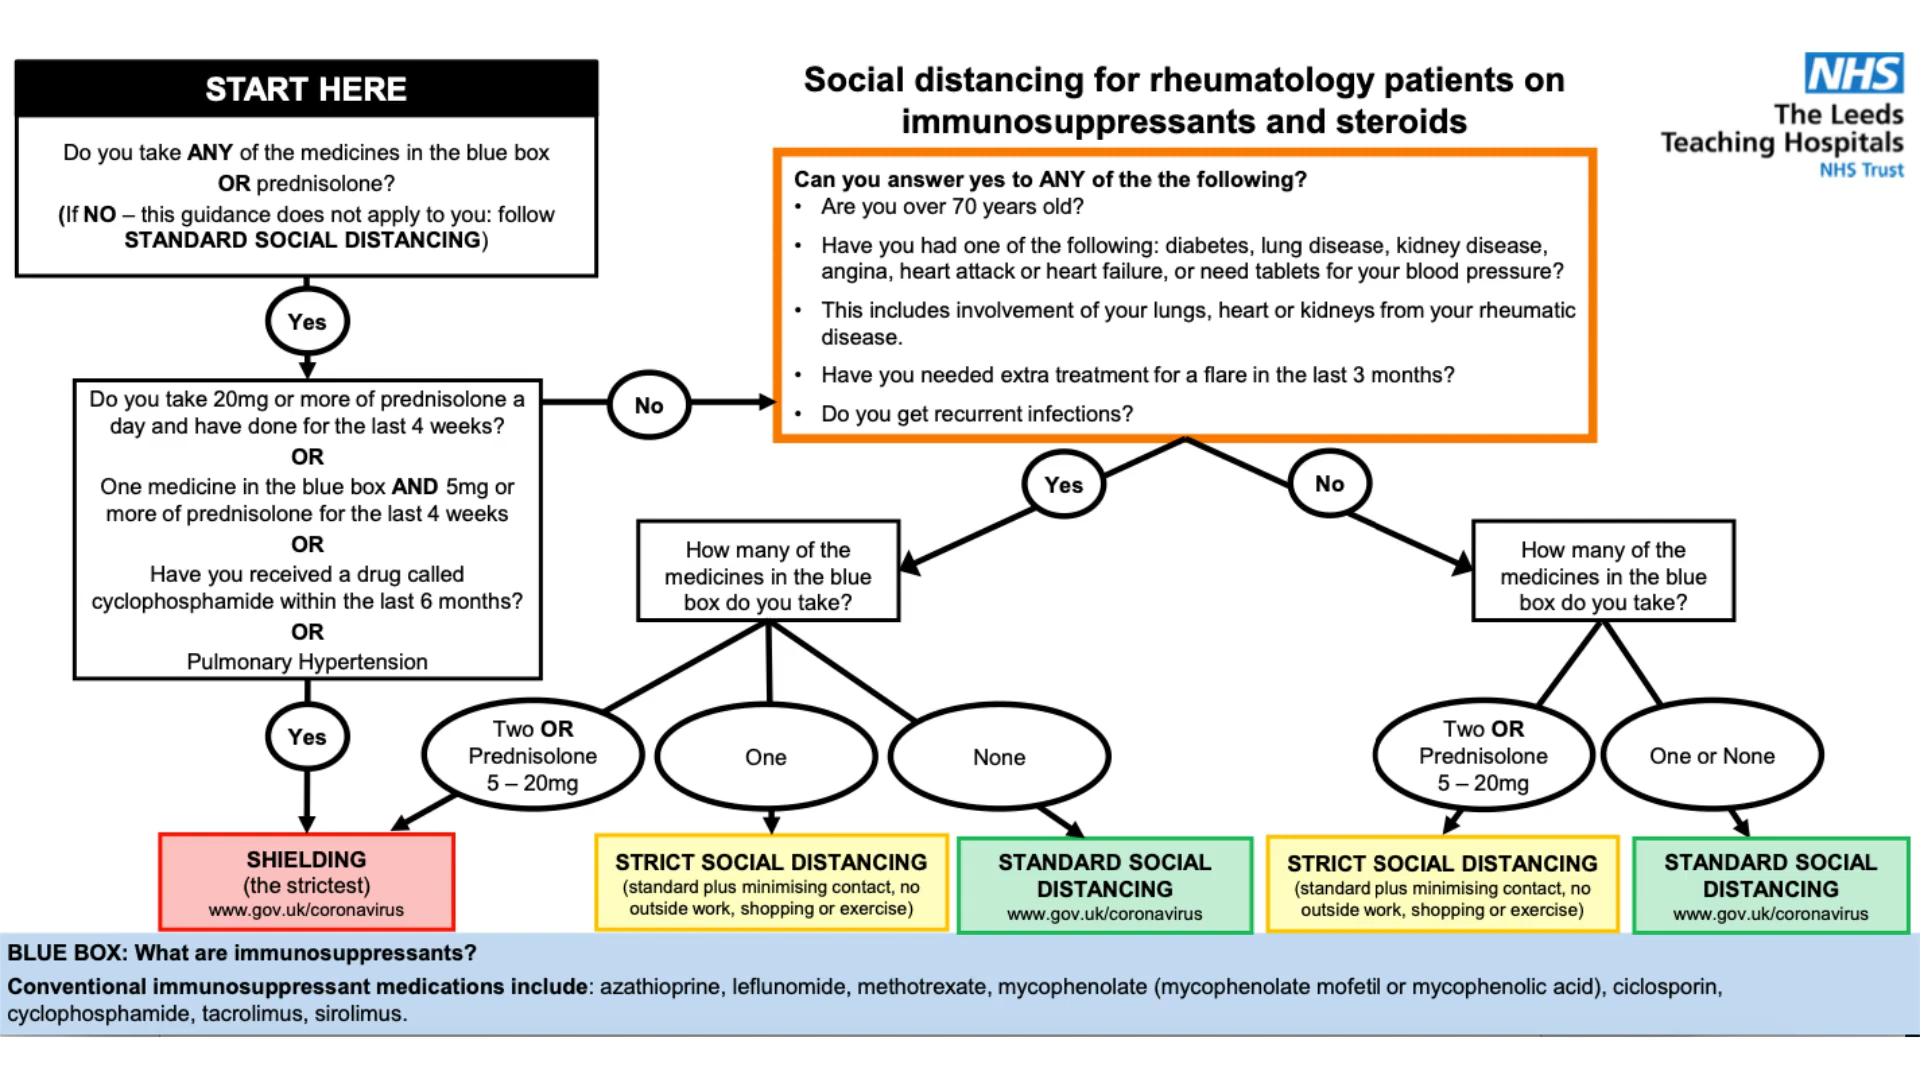 START HERE
Do you take ANY of the medicines in the blue box
OR prednisolone?
(If NO – this guidance does not apply to you: follow
STANDARD SOCIAL DISTANCING)
Social distancing for rheumatology patients on
immunosuppressants and steroids
NHS
The Leeds
Teaching Hospitals
NHS Trust
Can you answer yes to ANY of the the following?
• Are you over 70 years old?
• Have you had one of the following: diabetes, lung disease, kidney disease,
angina, heart attack or heart failure, or need tablets for your blood pressure?
• This includes involvement of your lungs, heart or kidneys from your rheumatic
disease.
• Have you needed extra treatment for a flare in the last 3 months?
• Do you get recurrent infections?
Yes
Do you take 20mg or more of prednisolone a
day and have done for the last 4 weeks?
OR
One medicine in the blue box AND 5mg or
more of prednisolone for the last 4 weeks
OR
Have you received a drug called
cyclophosphamide within the last 6 months?
OR
Pulmonary Hypertension
No
Yes
No
How many of the
medicines in the blue
box do you take?
How many of the
medicines in the blue
box do you take?
Yes
Two OR
Prednisolone
5 – 20mg
One
None
Two OR
Prednisolone
5 – 20mg
One or None
SHIELDING
(the strictest)
www.gov.uk/coronavirus
STRICT SOCIAL DISTANCING
(standard plus minimising contact, no
outside work, shopping or exercise)
STANDARD SOCIAL
DISTANCING
www.gov.uk/coronavirus
STRICT SOCIAL DISTANCING
(standard plus minimising contact, no
outside work, shopping or exercise)
STANDARD SOCIAL
DISTANCING
www.gov.uk/coronavirus
BLUE BOX: What are immunosuppressants?
Conventional immunosuppressant medications include: azathioprine, leflunomide, methotrexate, mycophenolate (mycophenolate mofetil or mycophenolic acid), ciclosporin,
cyclophosphamide, tacrolimus, sirolimus.